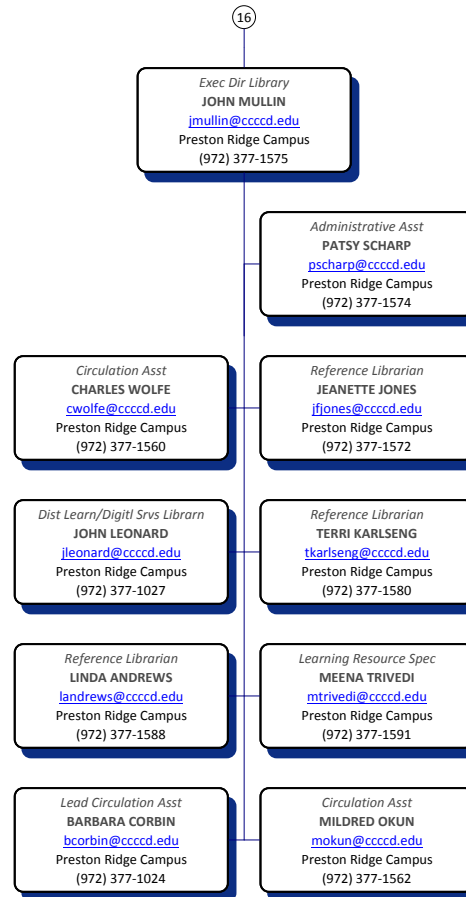 16
Exec Dir Library
JOHN MULLIN
jmullin@ccccd.edu
Preston Ridge Campus
(972) 377-1575
Administrative Asst
PATSY SCHARP
pscharp@ccccd.edu
Preston Ridge Campus
(972) 377-1574
Circulation Asst
CHARLES WOLFE
cwolfe@ccccd.edu
Preston Ridge Campus
(972) 377-1560
Reference Librarian
JEANETTE JONES
jfjones@ccccd.edu
Preston Ridge Campus
(972) 377-1572
Dist Learn/Digitl Srvs Librarn
JOHN LEONARD
jleonard@ccccd.edu
Preston Ridge Campus
(972) 377-1027
Reference Librarian
TERRI KARLSENG
tkarlseng@ccccd.edu
Preston Ridge Campus
(972) 377-1580
Reference Librarian
LINDA ANDREWS
landrews@ccccd.edu
Preston Ridge Campus
(972) 377-1588
Learning Resource Spec
MEENA TRIVEDI
mtrivedi@ccccd.edu
Preston Ridge Campus
(972) 377-1591
Lead Circulation Asst
BARBARA CORBIN
bcorbin@ccccd.edu
Preston Ridge Campus
(972) 377-1024
Circulation Asst
MILDRED OKUN
mokun@ccccd.edu
Preston Ridge Campus
(972) 377-1562